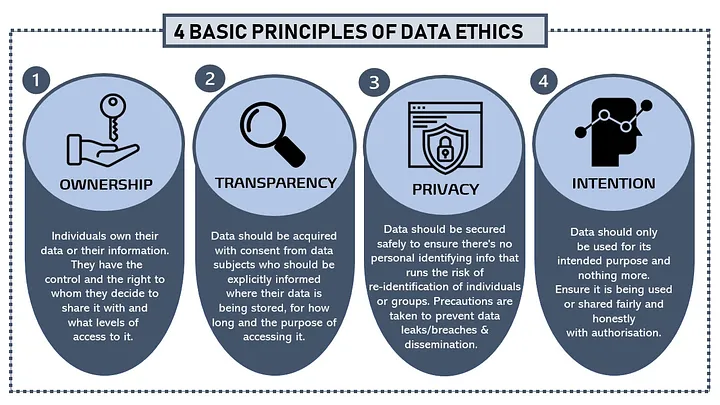 4 BASIC PRINCIPLES OF DATA ETHICS
1
OWNERSHIP
Individuals own their
data or their information.
They have the
control and the right to
whom they decide to
share it with and
what levels of
access to it.
2
TRANSPARENCY
Data should be acquired
with consent from data
subjects who should be
explicitly informed
where their data is
being stored, for how
long and the purpose of
accessing it.
3
PRIVACY
Data should be secured
safely to ensure there's no
personal identifying info that
runs the risk of
re-identification of individuals
or groups. Precautions are
taken to prevent data
leaks/breaches &
dissemination.
4
INTENTION
Data should only
be used for its
intended purpose and
nothing more.
Ensure it is being used
or shared fairly and
honestly
with authorisation.